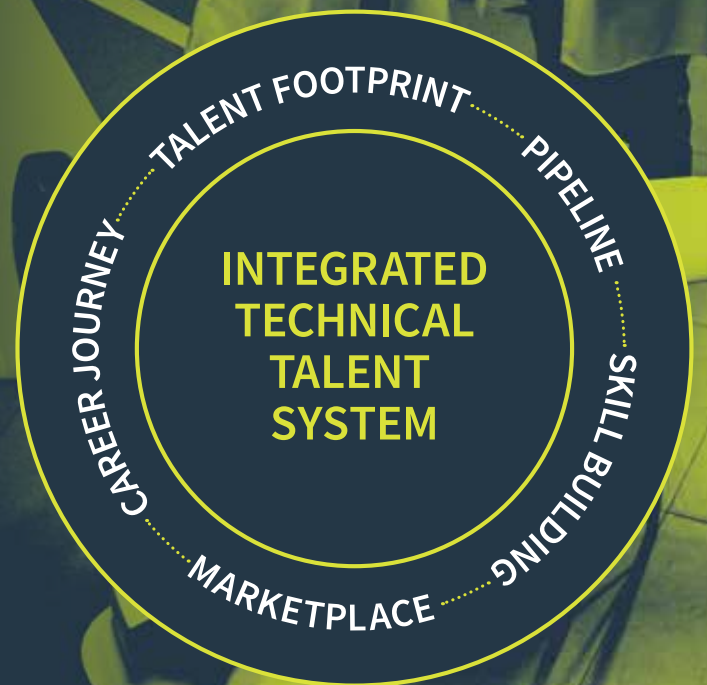 TALENT FOOTPRINT
PIPELINE
SKILL BUILDING
MARKETPLACE
CAREER JOURNEY
INTEGRATED
TECHNICAL
TALENT
SYSTEM